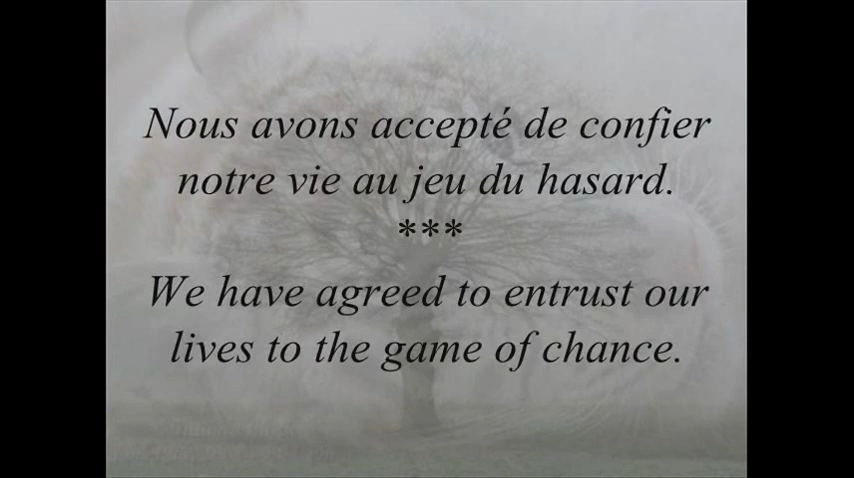 Nous avons accepté de confier
notre vie au jeu du hasard.
***
We have agreed to entrust our
lives to the game of chance.